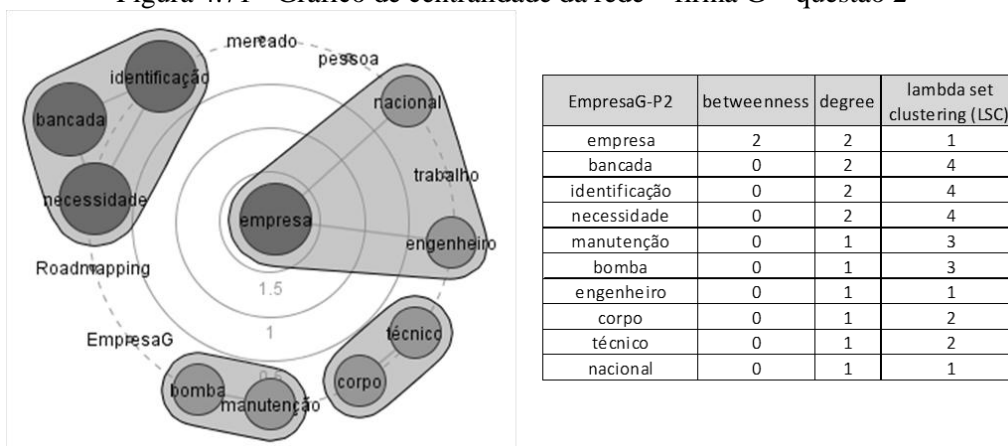 Figura 4.71 - Gráfico de centralidade da rede – firma G – questão 2
mercado
pessoa
identificação
nacional
bancada
trabalho
necessidade
empresa
engenheiro
Roadmapping
1.5
EmpresaG
1
técnico
0.5
corpo
bomba
manutenção
EmpresaG-P2 betweenness degree lambda set clustering (LSC)
empresa 2 2 1
bancada 0 2 4
identificação 0 2 4
necessidade 0 2 4
manutenção 0 1 3
bomba 0 1 3
engenheiro 0 1 1
corpo 0 1 2
técnico 0 1 2
nacional 0 1 1